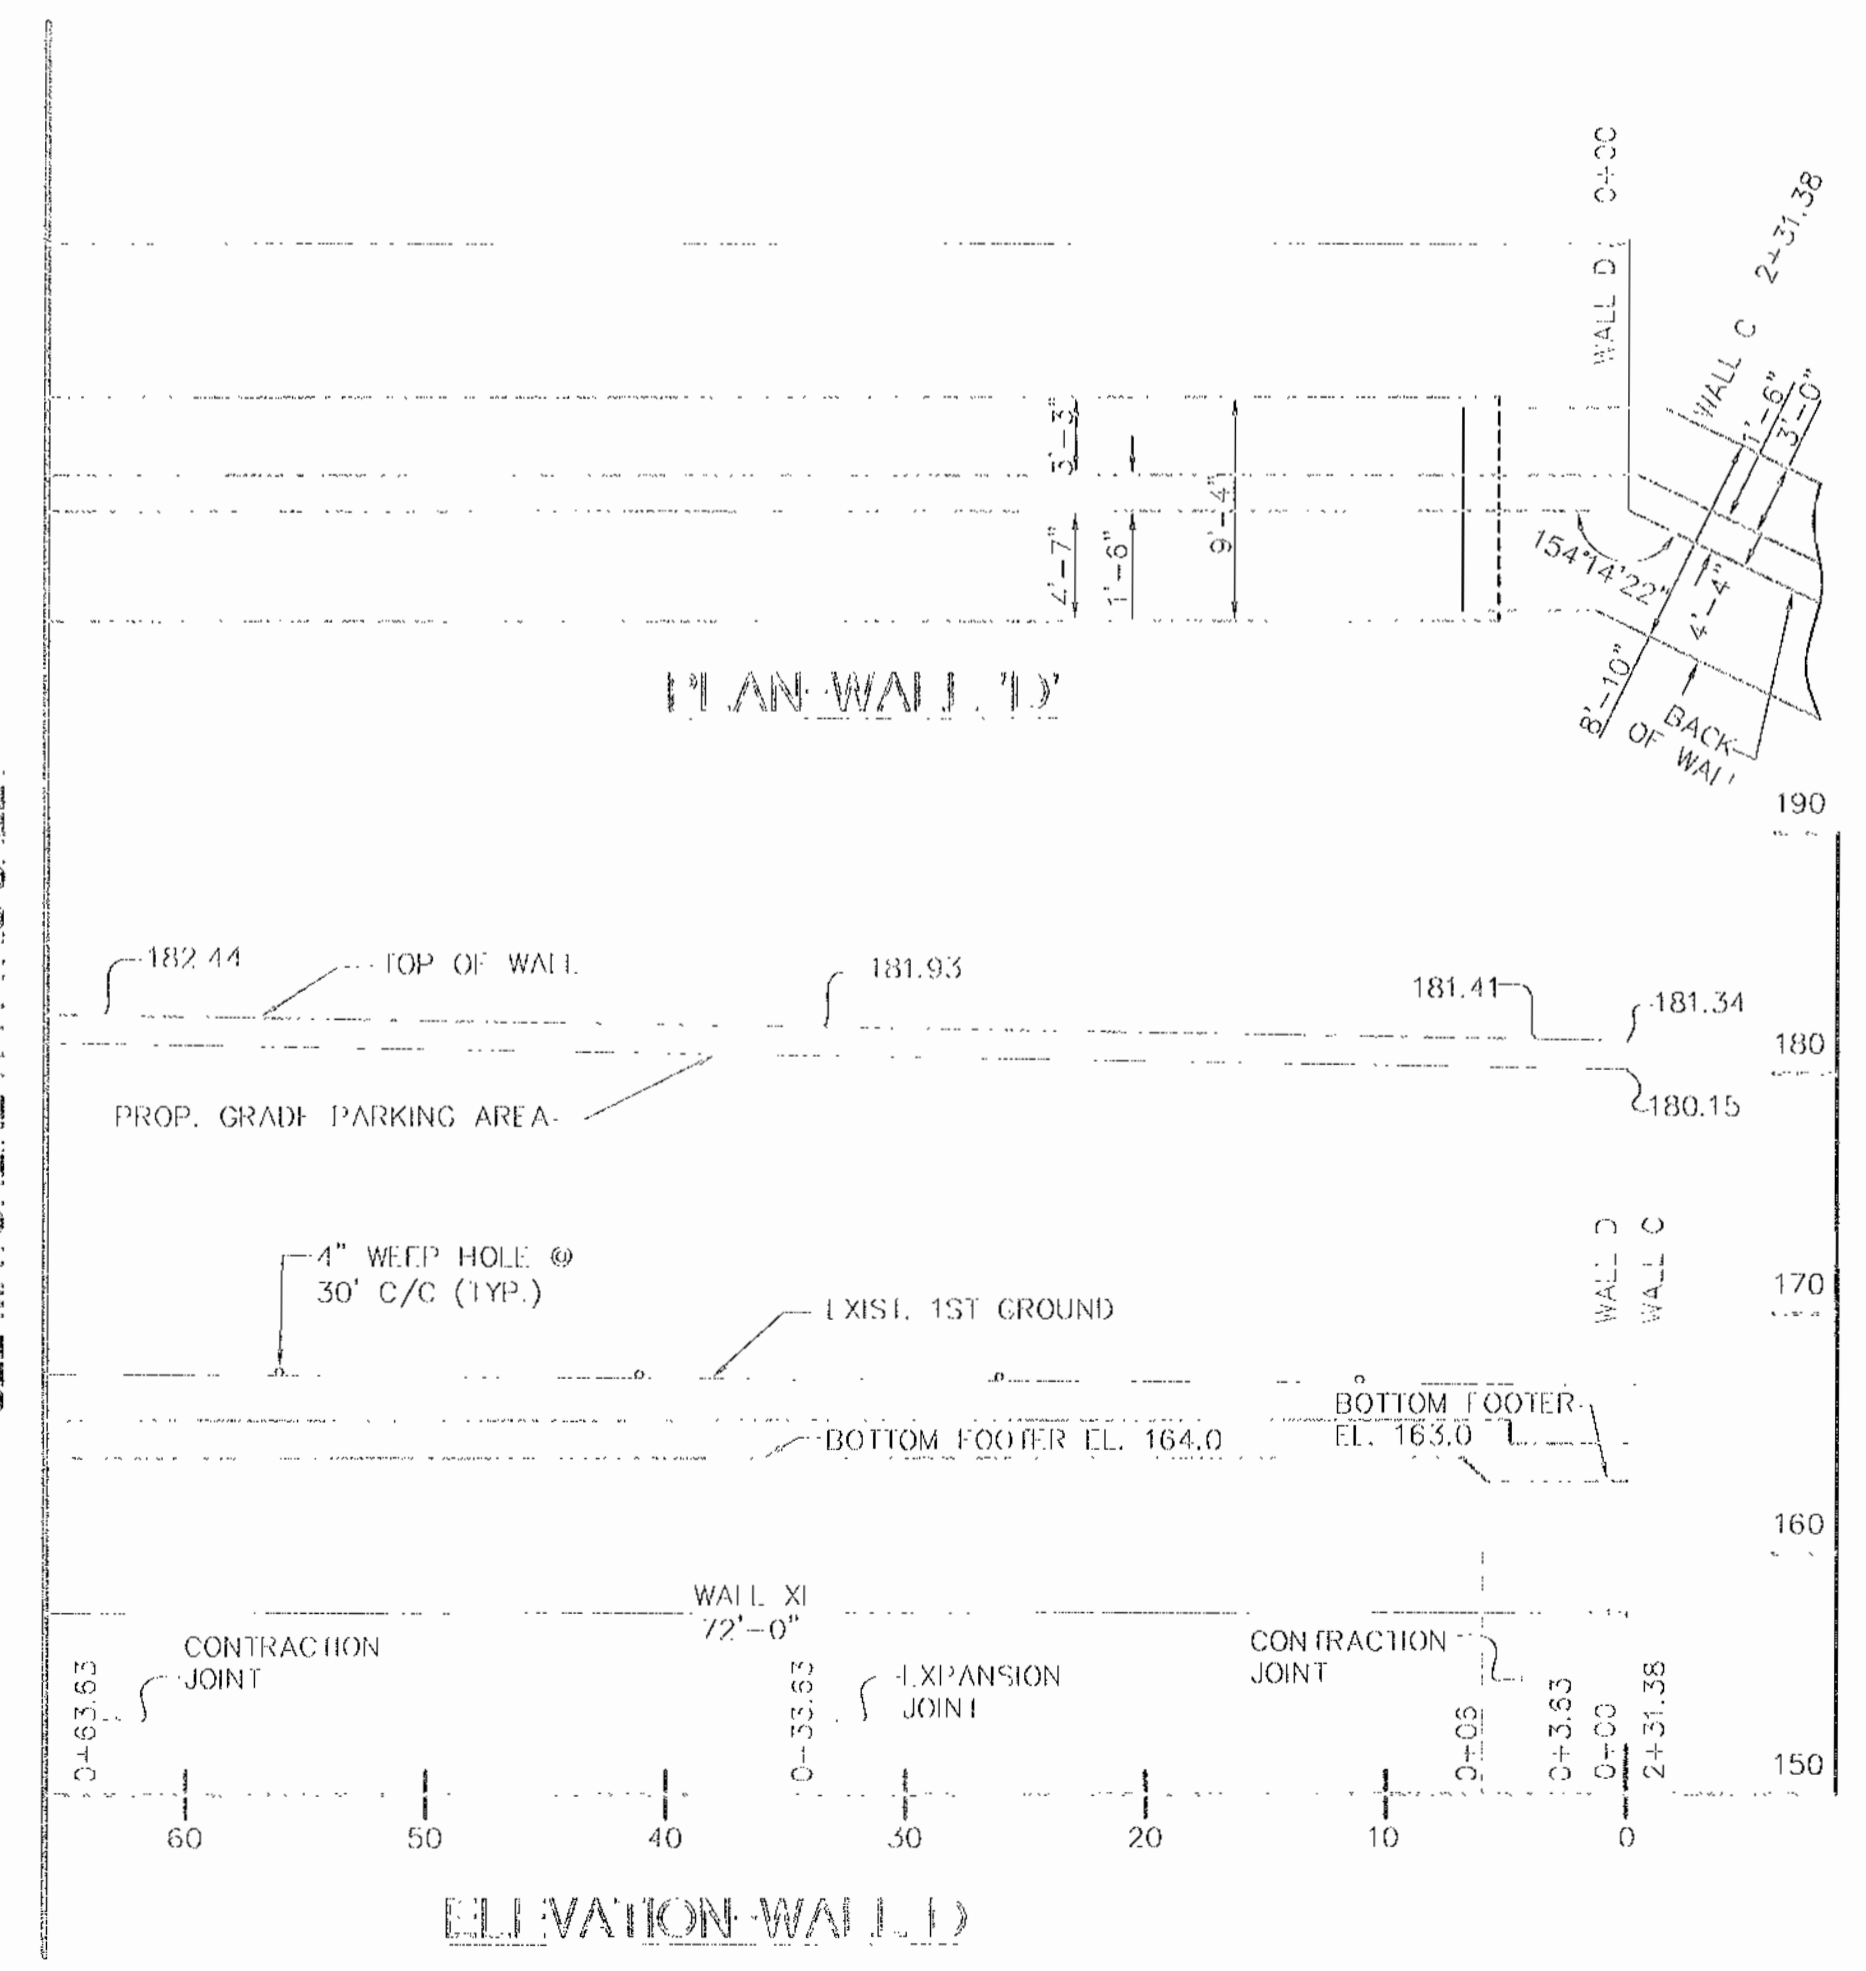 WALL D 0+00
WALL C 2+31.38
1'-6"
3'-0"
3'-3"
4'-7"
1'-6"
9'-4"
154°14'22"
4'-4"
8'-10"
BACK
OF WALL
PLAN-WALL 'D'
190
182.44
TOP OF WALL
181.93
181.41
181.34
180
PROP. GRADE PARKING AREA
180.15
4" WEEP HOLE @
30' C/C (TYP.)
WALL D
WALL C
170
EXIST. 1ST GROUND
BOTTOM FOOTER
EL. 163.0
BOTTOM FOOTER EL. 164.0
160
WALL XI
72'-0"
CONTRACTION
JOINT
EXPANSION
JOINT
CONTRACTION
JOINT
0+63.63
0+33.63
0+06
0+3.63
0+00
2+31.38
150
60
50
40
30
20
10
0
ELEVATION-WALL D